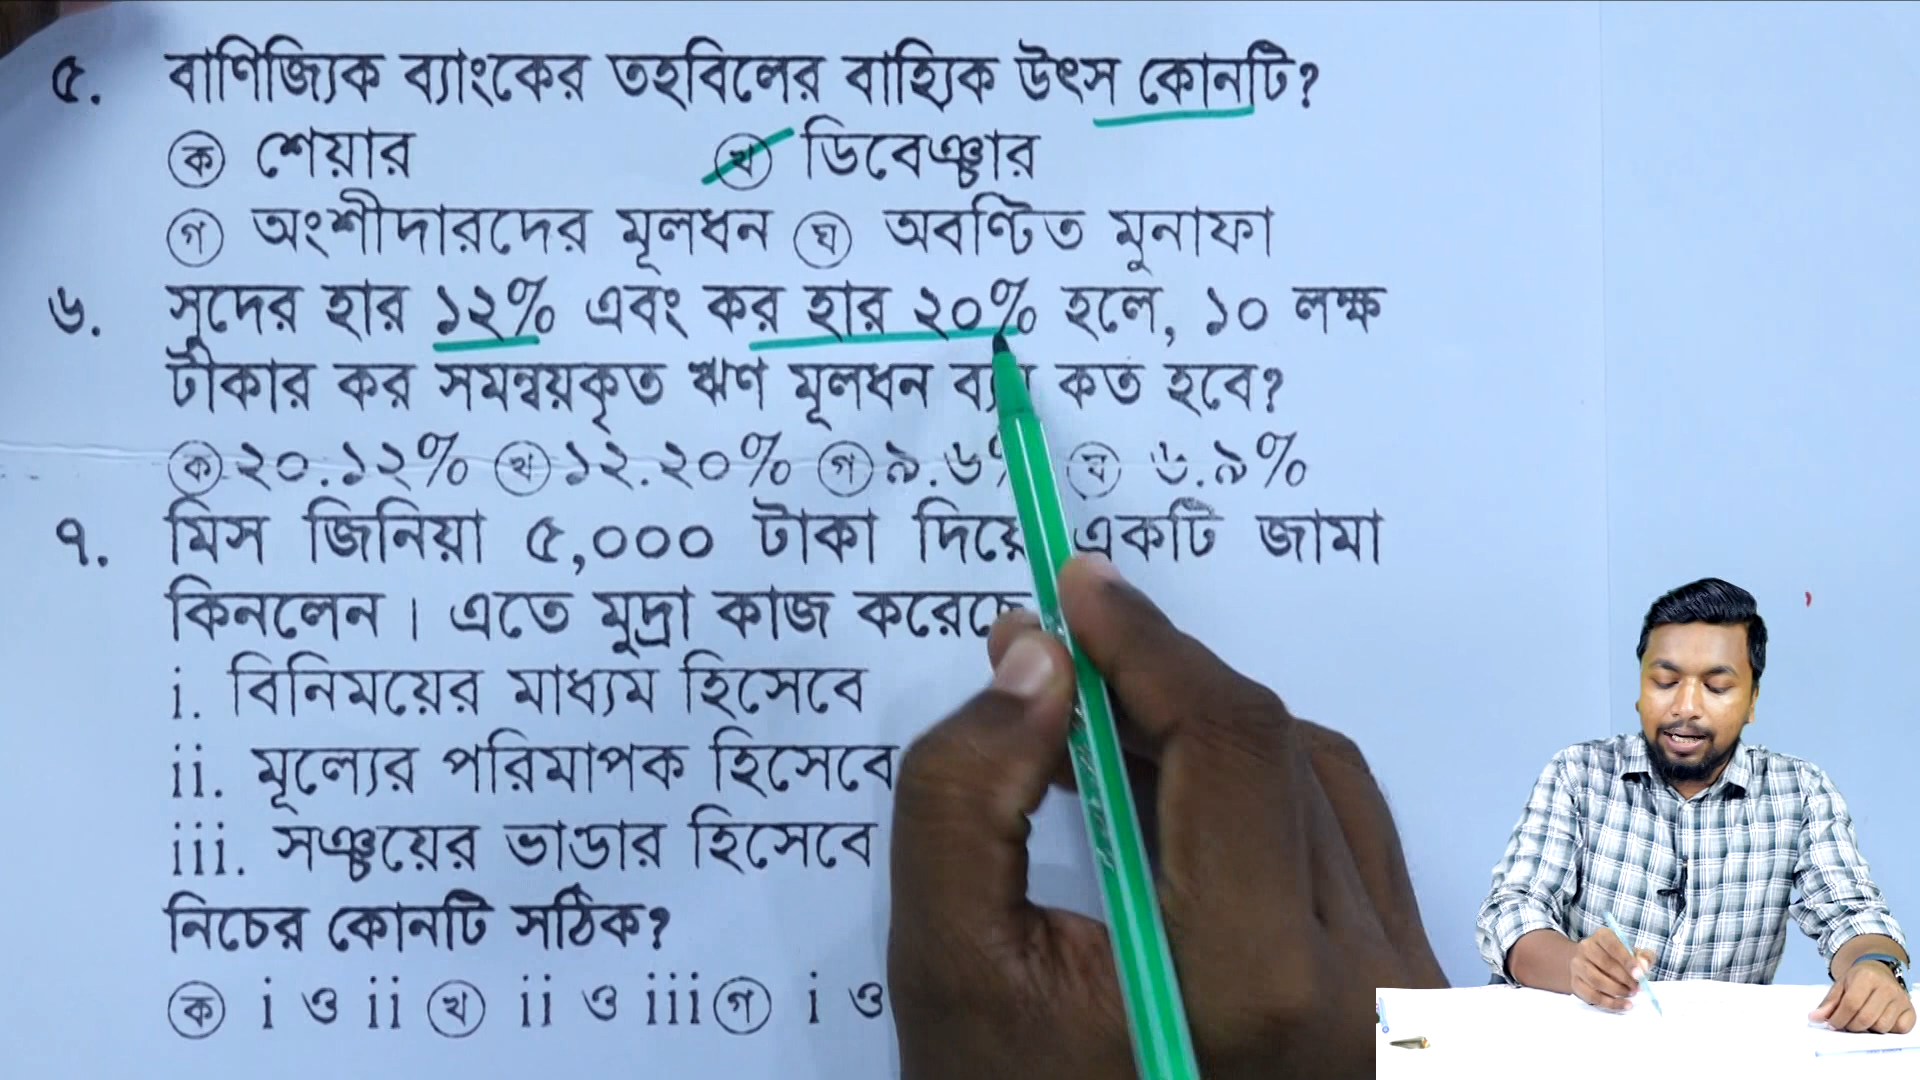 ৫. বাণিজ্যিক ব্যাংকের তহবিলের বাহ্যিক উৎস কোনটি?
ক শেয়ার খ ডিবেঞ্চার
গ অংশীদারদের মূলধন ঘ অবণ্টিত মুনাফা
৬. সুদের হার ১২% এবং কর হার ২০% হলে, ১০ লক্ষ
টাকার কর সমন্বয়কৃত ঋণ মূলধন কত হবে?
ক ২০.১২% খ ১২.২০% গ ৯.৬% ঘ ৬.৯%
৭. মিস জিনিয়া ৫,০০০ টাকা দিয়ে একটি জামা
কিনলেন। এতে মুদ্রা কাজ করেছে
i. বিনিময়ের মাধ্যম হিসেবে
ii. মূল্যের পরিমাপক হিসেবে
iii. সঞ্চয়ের ভাণ্ডার হিসেবে
নিচের কোনটি সঠিক?
ক i ও ii খ ii ও iii গ i ও